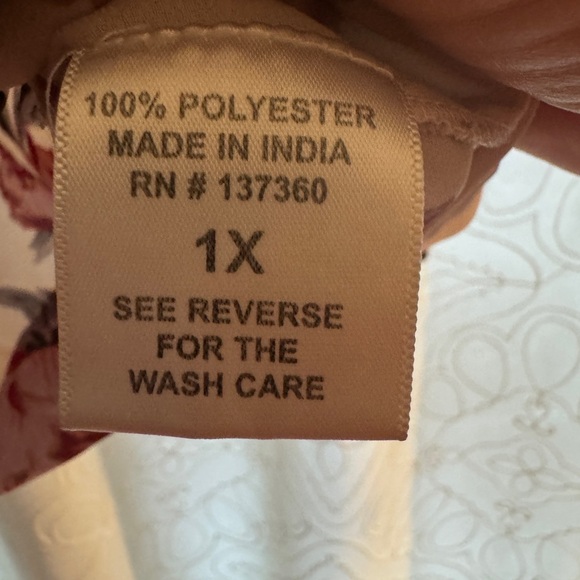 100% POLYESTER
MADE IN INDIA
RN # 137360
1X
SEE REVERSE
FOR THE
WASH CARE